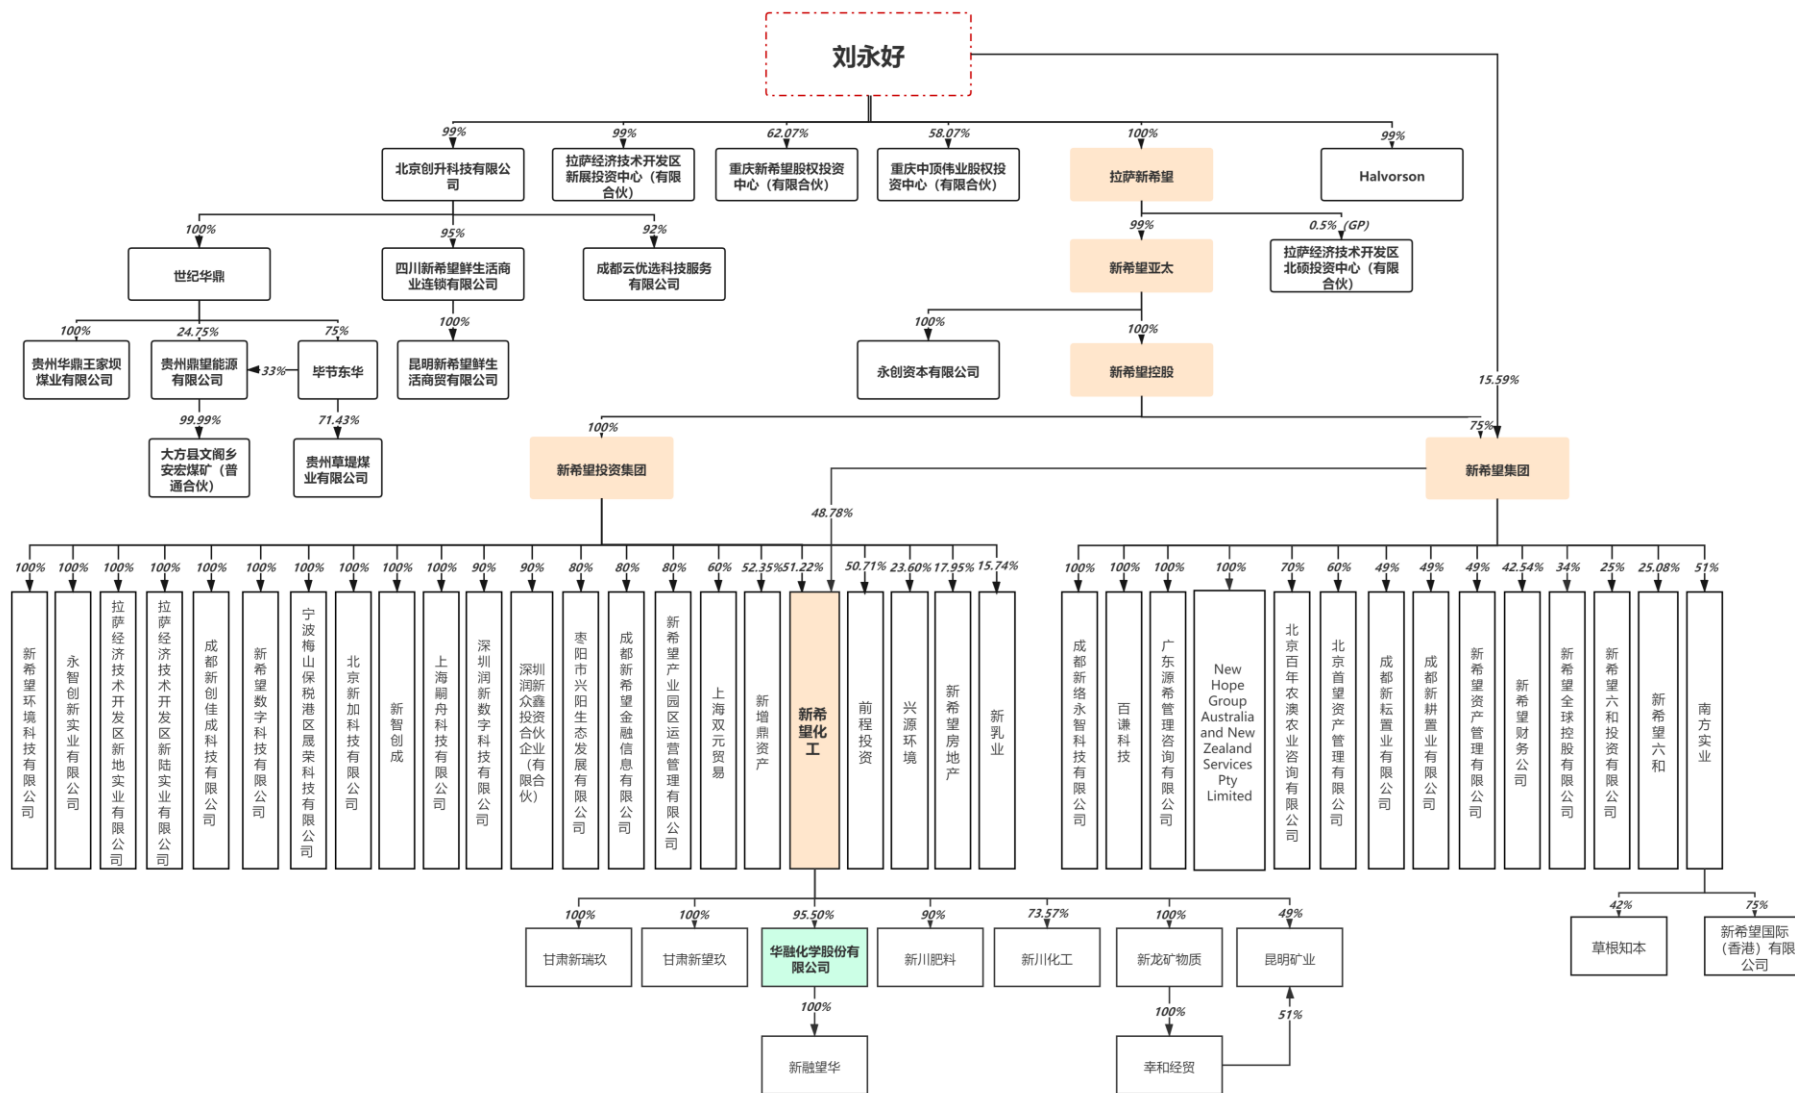 刘永好
99%
99%
62.07%
58.07%
100%
99%
北京创升科技有限公
司
拉萨经济技术开发区
新展投资中心（有限
合伙）
重庆新希望股权投资
中心（有限合伙）
重庆中顶伟业股权投
资中心（有限合伙）
拉萨新希望
Halvorson
100%
95%
92%
99%
0.5%（GP）
世纪华鼎
四川新希望鲜生活商
业连锁有限公司
成都云优选科技服务
有限公司
新希望亚太
拉萨经济技术开发区
北硕投资中心（有限
合伙）
100%
24.75%
75%
100%
100%
100%
贵州华鼎王家坝
煤业有限公司
贵州鼎望能源
有限公司
33%
毕节东华
昆明新希望鲜生
活商贸有限公司
永创资本有限公司
新希望控股
15.59%
99.99%
71.43%
100%
75%
大方县文阁乡
安宏煤矿（普
通合伙）
贵州草堤煤
业有限公司
新希望投资集团
新希望集团
48.78%
100%
100%
100%
100%
100%
100%
100%
100%
100%
100%
90%
90%
80%
80%
80%
60%
52.35%
51.22%
50.71%
23.60%
17.95%
15.74%
100%
100%
100%
100%
70%
60%
49%
49%
49%
42.54%
34%
25%
25.08%
51%
新希望环境科技有限公司
永智创新实业有限公司
拉萨经济技术开发区新地实业有限公司
拉萨经济技术开发区新陆实业有限公司
成都新创佳成科技有限公司
新希望数字科技有限公司
宁波梅山保税港区晟荣科技有限公司
北京新加科技有限公司
新智创成
上海嗣舟科技有限公司
深圳润新数字科技有限公司
深圳新鑫
润众资
投合伙
合企业
（有限合伙）
枣阳市兴阳生态发展有限公司
成都新希望金融信息有限公司
新希望产业园区运营管理有限公司
上海双元贸易
新增鼎资产
新希
望化
工
前程投资
兴源环境
新希望房地产
新乳业
成都新络永智科技有限公司
百谦科技
广东源希管理咨询有限公司
New
Hope
Group
Australia
and New
Zealand
Services
Pty
Limited
北京百年农澳农业咨询有限公司
北京首望资产管理有限公司
成都新耘置业有限公司
成都新耕置业有限公司
新希望资产管理有限公司
新希望财务公司
新希望全球控股有限公司
新希望六和投资有限公司
新希望六和
南方实业
100%
100%
95.50%
90%
73.57%
100%
49%
42%
75%
甘肃新瑞玖
甘肃新望玖
华融化学股份有
限公司
新川肥料
新川化工
新龙矿物质
昆明矿业
草根知本
新希望国际
（香港）有限
公司
100%
100%
51%
新融望华
幸和经贸